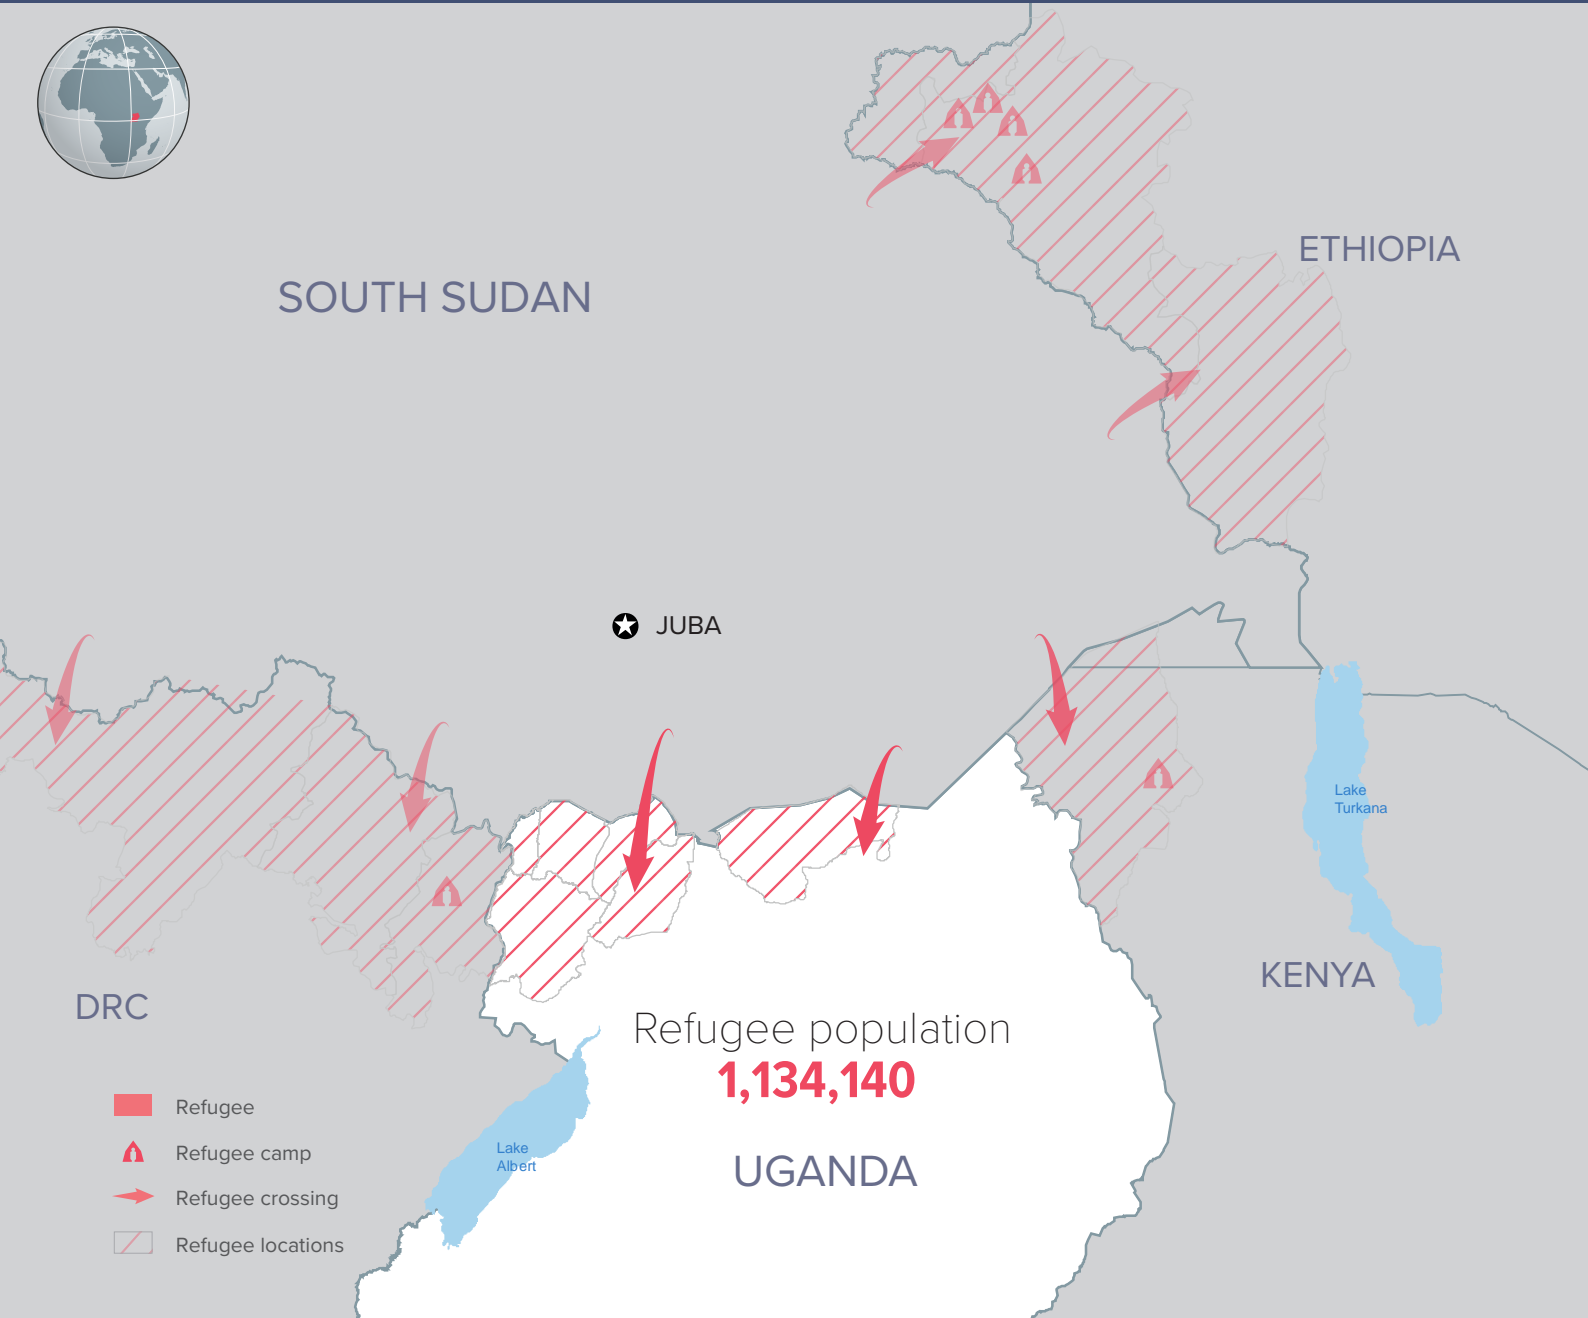 ETHIOPIA
SOUTH SUDAN
JUBA
Lake
Turkana
KENYA
DRC
Refugee population
1,134,140
Lake
Albert
UGANDA
Refugee
Refugee camp
Refugee crossing
Refugee locations